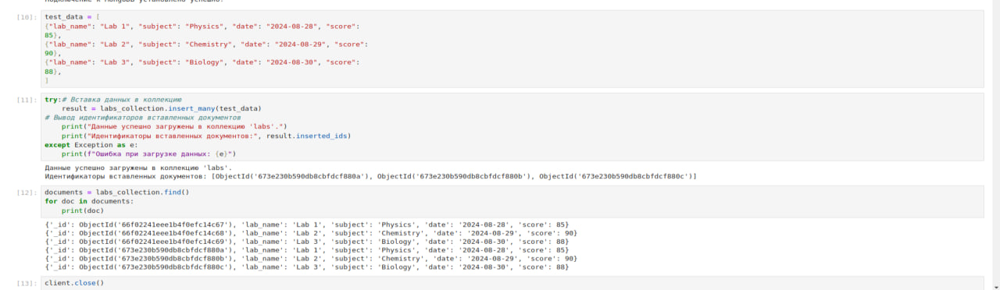 Подключение к MongoDB установлено успешно!
[10]: test_data = [
{"lab_name": "Lab 1", "subject": "Physics", "date": "2024-08-28", "score":
85},
{"lab_name": "Lab 2", "subject": "Chemistry", "date": "2024-08-29", "score":
90},
{"lab_name": "Lab 3", "subject": "Biology", "date": "2024-08-30", "score":
88},
]
[11]: try:# Вставка данных в коллекцию
    result = labs_collection.insert_many(test_data)
# Вывод идентификаторов вставленных документов
    print("Данные успешно загружены в коллекцию 'labs'.")
    print("Идентификаторы вставленных документов:", result.inserted_ids)
except Exception as e:
    print(f"Ошибка при загрузке данных: {e}")
Данные успешно загружены в коллекцию 'labs'.
Идентификаторы вставленных документов: [ObjectId('673e230b590db8cbfdcf880a'), ObjectId('673e230b590db8cbfdcf880b'), ObjectId('673e230b590db8cbfdcf880c')]
[12]: documents = labs_collection.find()
for doc in documents:
    print(doc)
{'_id': ObjectId('66f02241eee1b4f0efc14c67'), 'lab_name': 'Lab 1', 'subject': 'Physics', 'date': '2024-08-28', 'score': 85}
{'_id': ObjectId('66f02241eee1b4f0efc14c68'), 'lab_name': 'Lab 2', 'subject': 'Chemistry', 'date': '2024-08-29', 'score': 90}
{'_id': ObjectId('66f02241eee1b4f0efc14c69'), 'lab_name': 'Lab 3', 'subject': 'Biology', 'date': '2024-08-30', 'score': 88}
{'_id': ObjectId('673e230b590db8cbfdcf880a'), 'lab_name': 'Lab 1', 'subject': 'Physics', 'date': '2024-08-28', 'score': 85}
{'_id': ObjectId('673e230b590db8cbfdcf880b'), 'lab_name': 'Lab 2', 'subject': 'Chemistry', 'date': '2024-08-29', 'score': 90}
{'_id': ObjectId('673e230b590db8cbfdcf880c'), 'lab_name': 'Lab 3', 'subject': 'Biology', 'date': '2024-08-30', 'score': 88}
[13]: client.close()